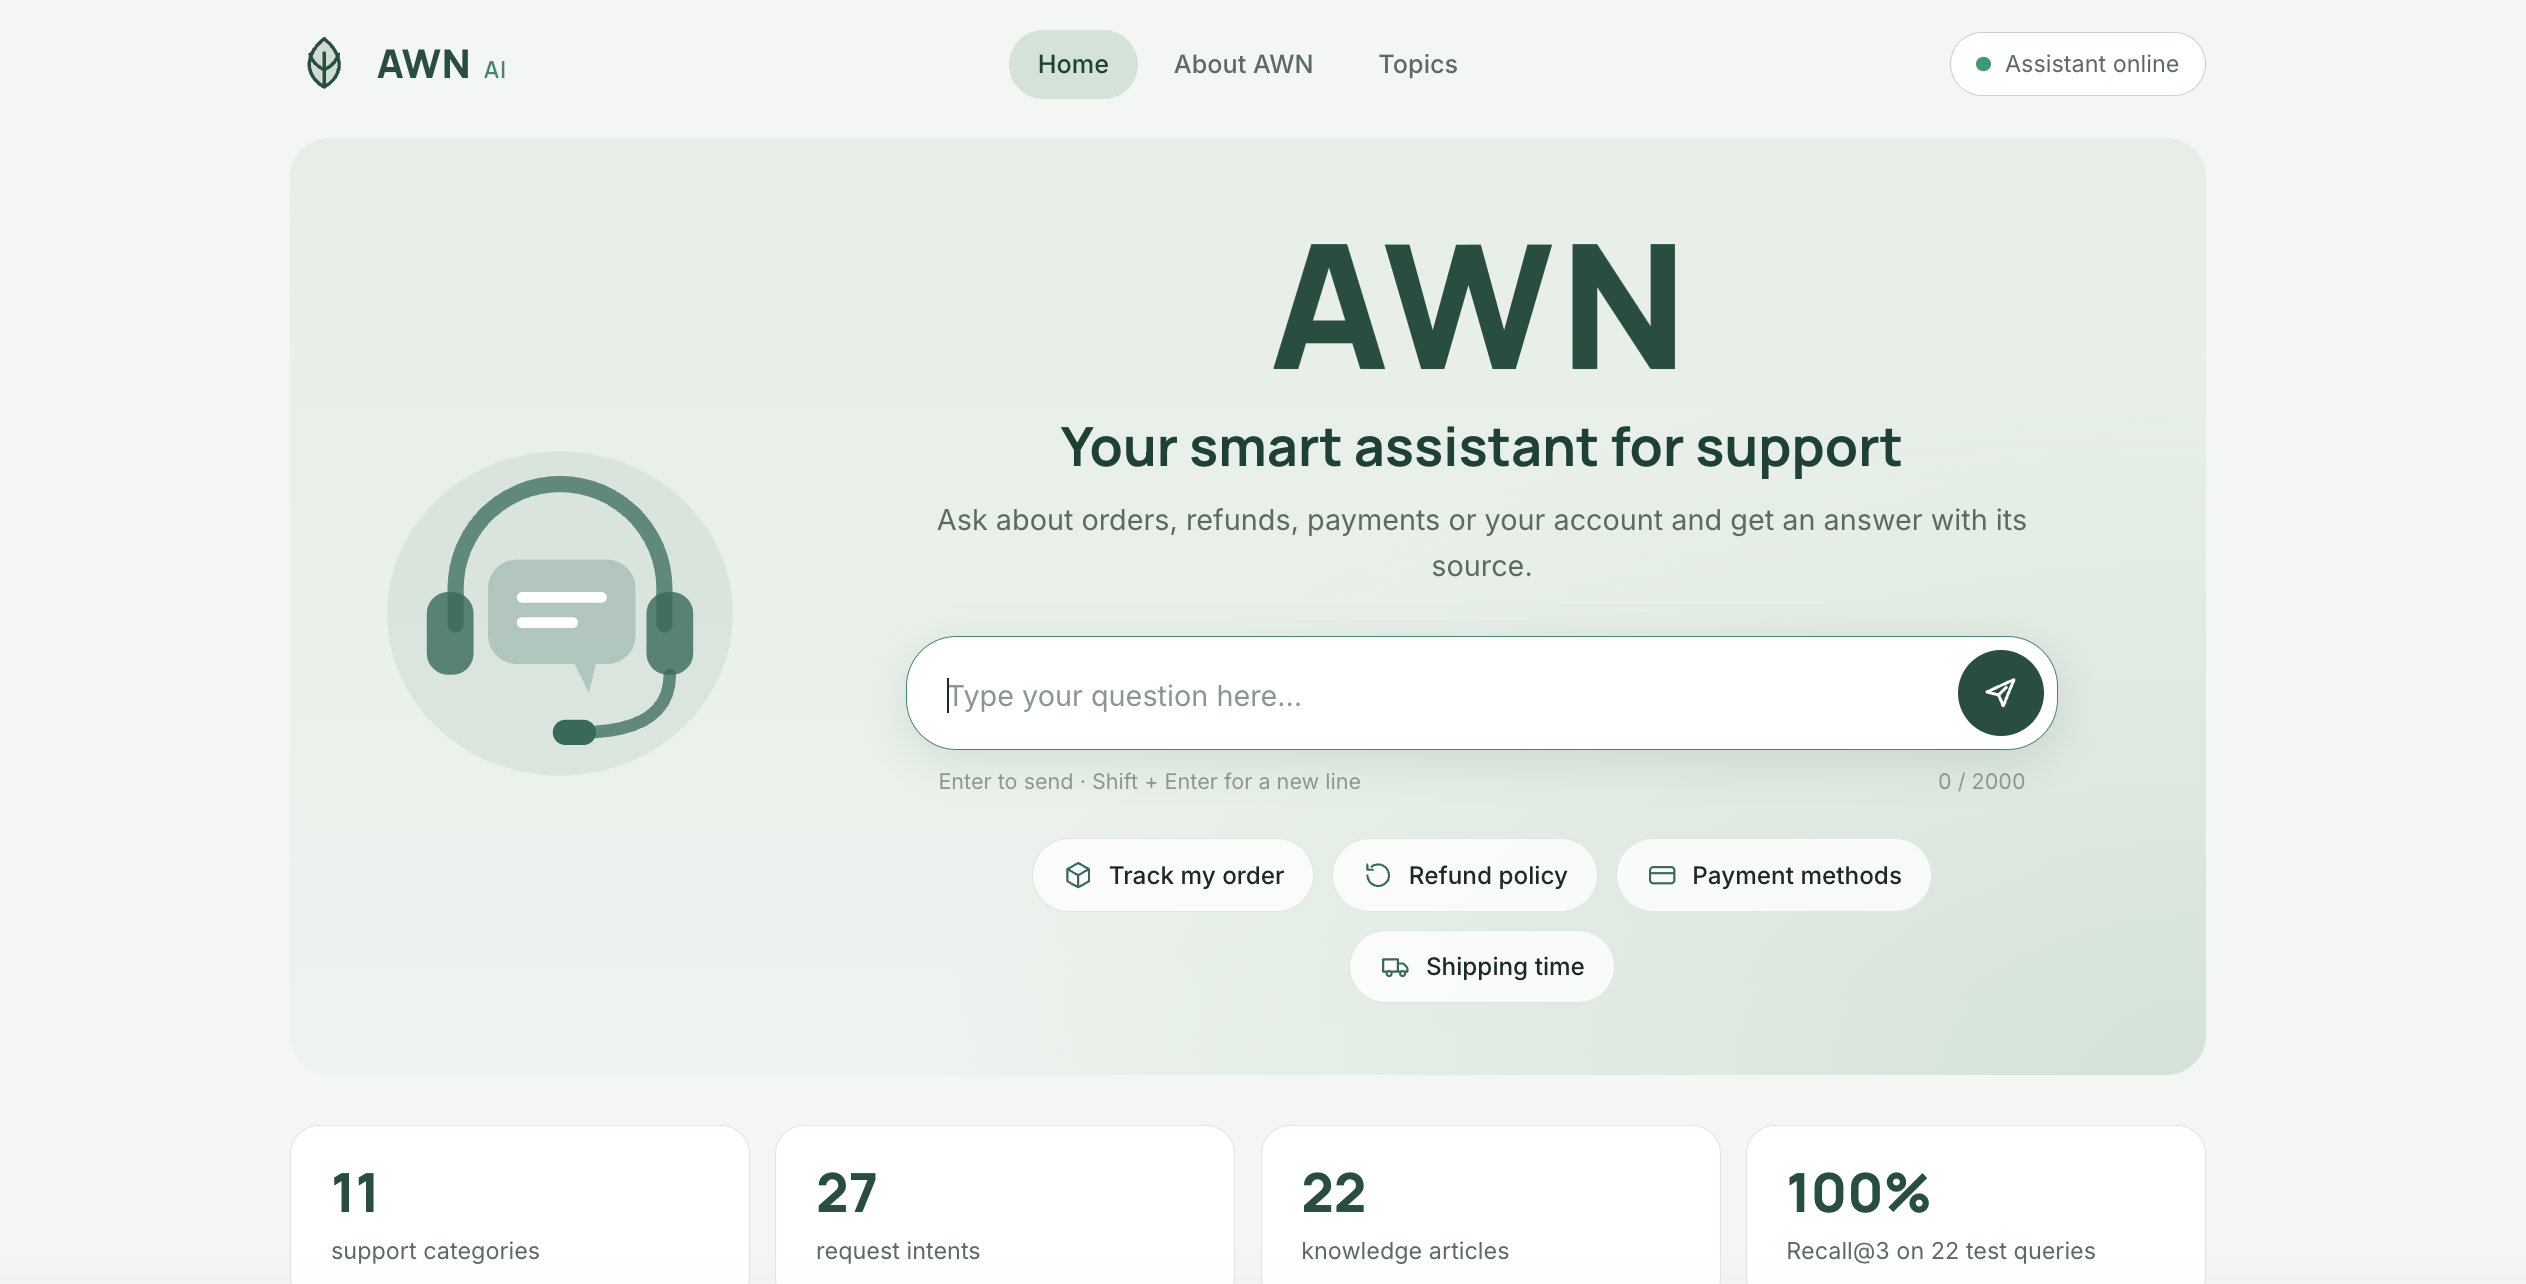 AWN AI
Home
About AWN
Topics
Assistant online
AWN
Your smart assistant for support
Ask about orders, refunds, payments or your account and get an answer with its
source.
Type your question here...
Enter to send · Shift + Enter for a new line
0 / 2000
Track my order
Refund policy
Payment methods
Shipping time
11
support categories
27
request intents
22
knowledge articles
100%
Recall@3 on 22 test queries